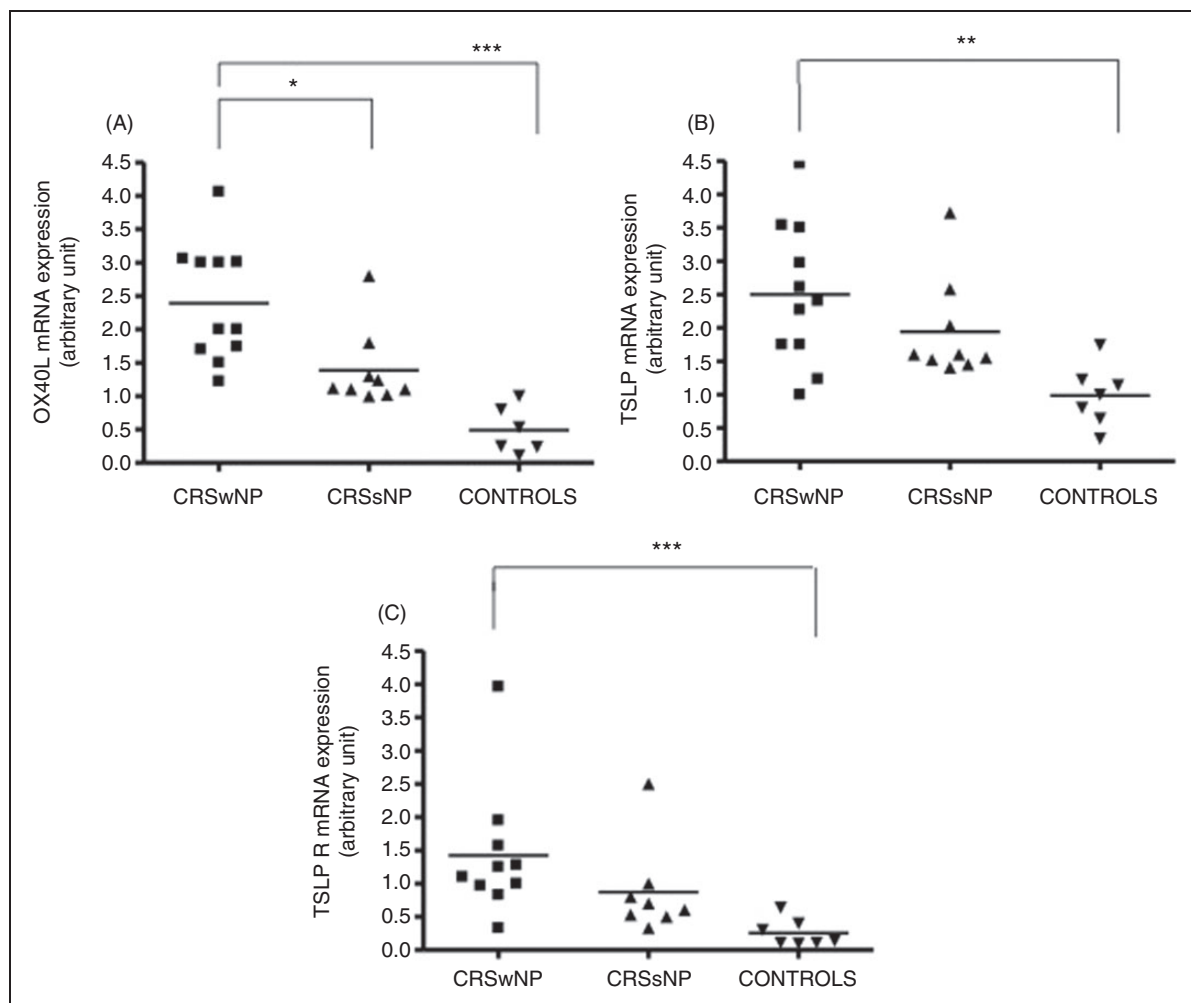 ***
*
(A)
OX40L mRNA expression
(arbitrary unit)
4.5
4.0
3.5
3.0
2.5
2.0
1.5
1.0
0.5
0.0
CRSwNP CRSsNP CONTROLS
**
(B)
TSLP mRNA expression
(arbitrary unit)
4.5
4.0
3.5
3.0
2.5
2.0
1.5
1.0
0.5
0.0
CRSwNP CRSsNP CONTROLS
***
(C)
TSLP R mRNA expression
(arbitrary unit)
4.5
4.0
3.5
3.0
2.5
2.0
1.5
1.0
0.5
0.0
CRSwNP CRSsNP CONTROLS